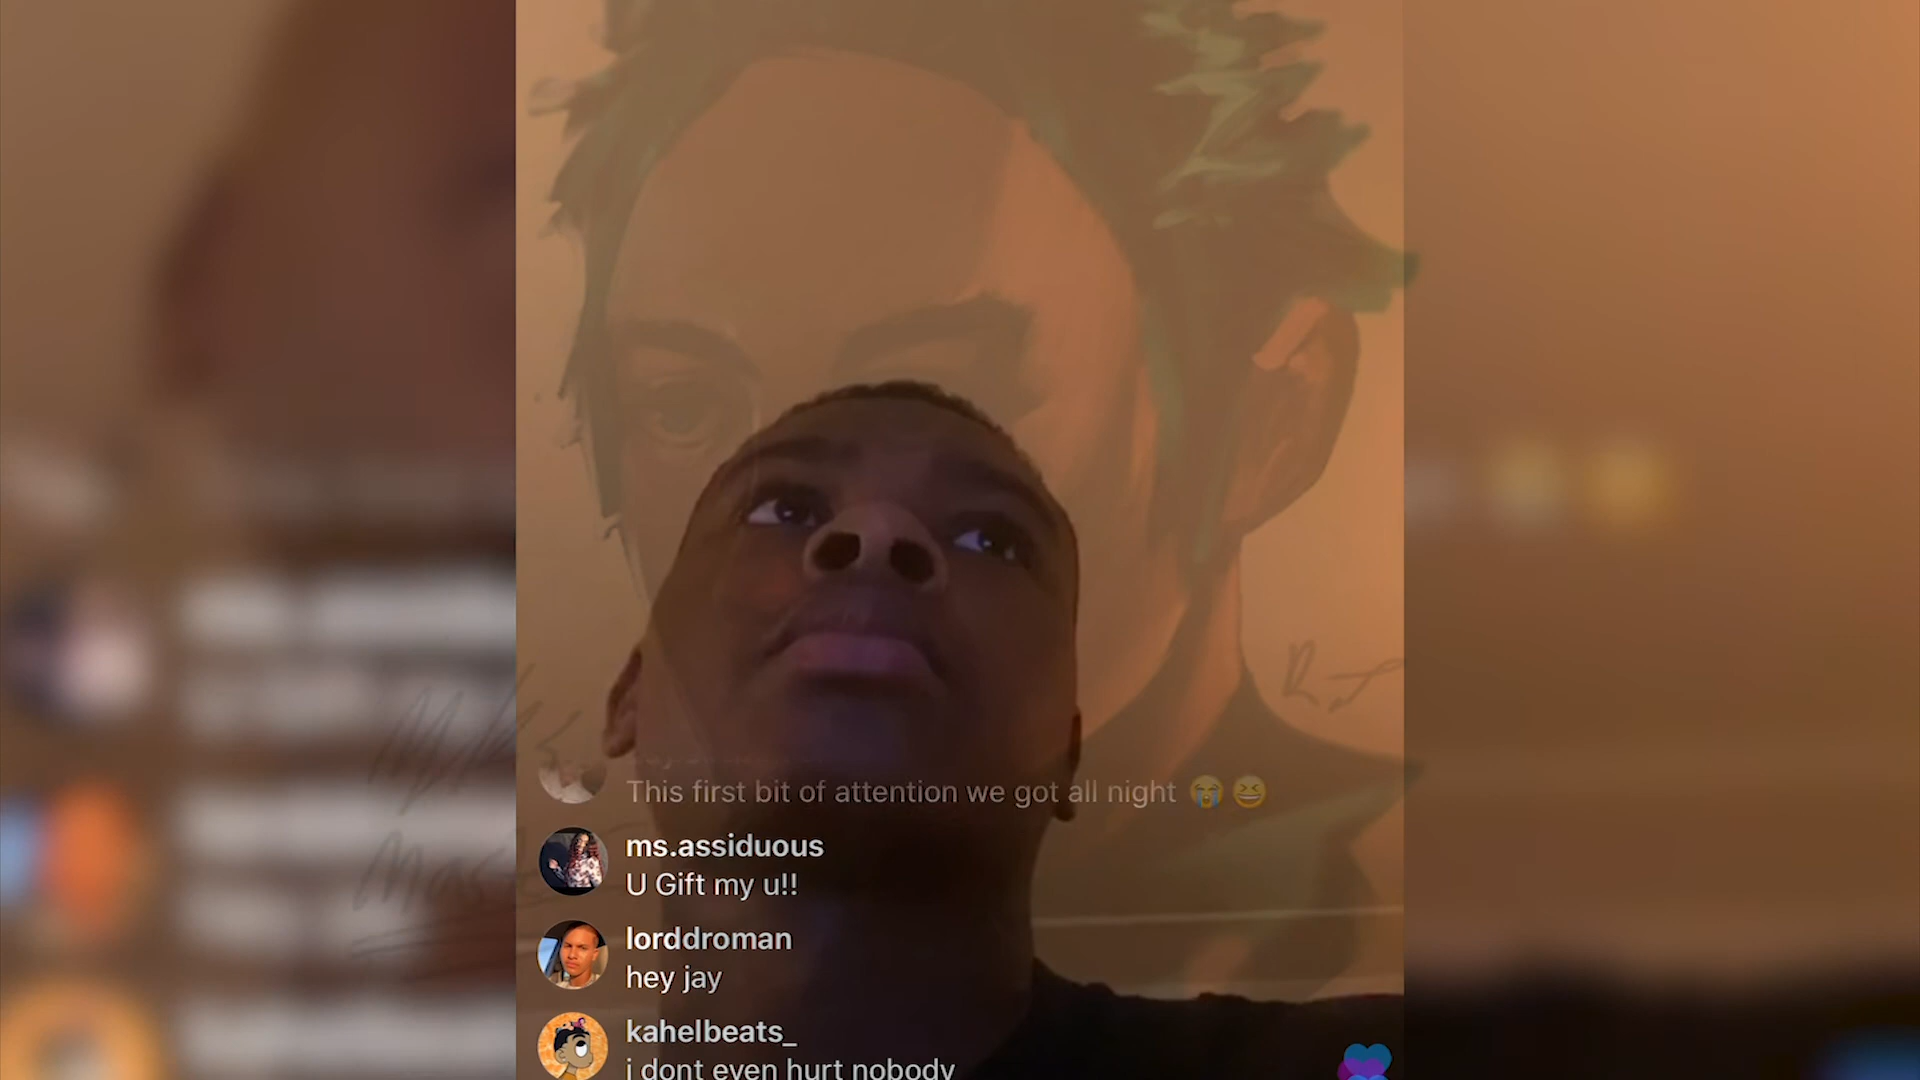 This first bit of attention we got all night 😭 😆
ms.assiduous
U Gift my u!!
lorddroman
hey jay
kahelbeats_
i dont even hurt nobody